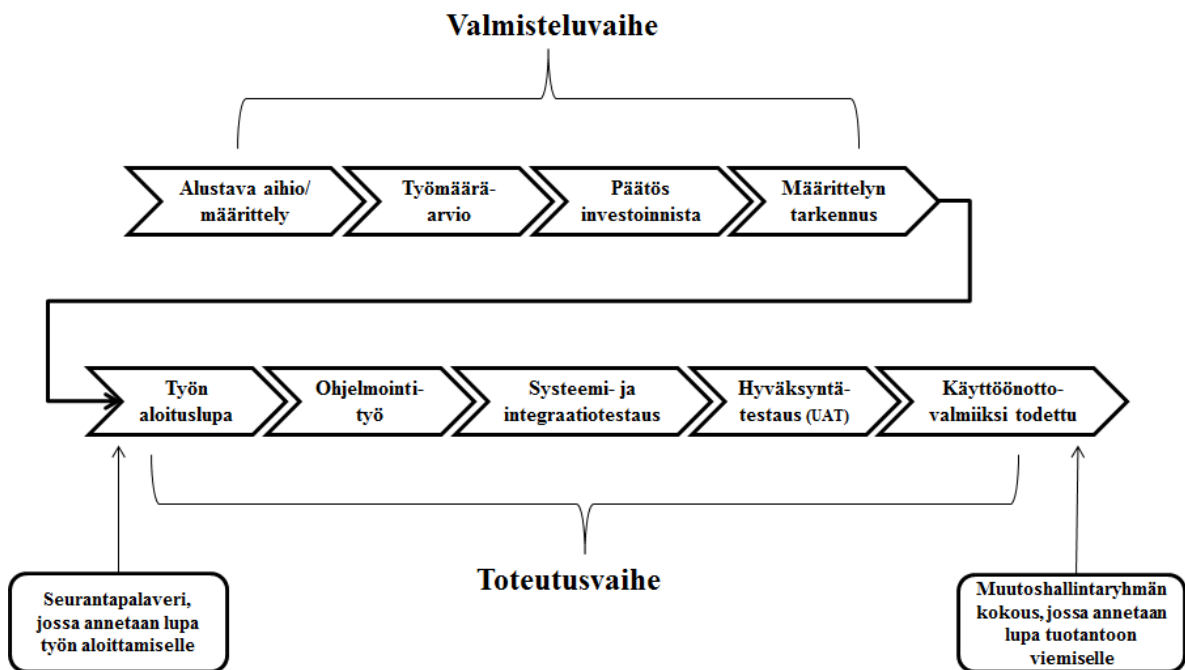 Valmisteluvaihe
Alustava aihio/
määrittely
Työmäärä-
arvio
Päätös
investoinnista
Määrittelyn
tarkennus
Työn
aloituslupa
Ohjelmointi-
työ
Systeemi- ja
integraatiotestaus
Hyväksyntä-
testaus (UAT)
Käyttöönotto-
valmiiksi todettu
Toteutusvaihe
Seurantapalaveri,
jossa annetaan lupa
työn aloittamiselle
Muutoshallintaryhmän
kokous, jossa annetaan
lupa tuotantoon
viemiselle